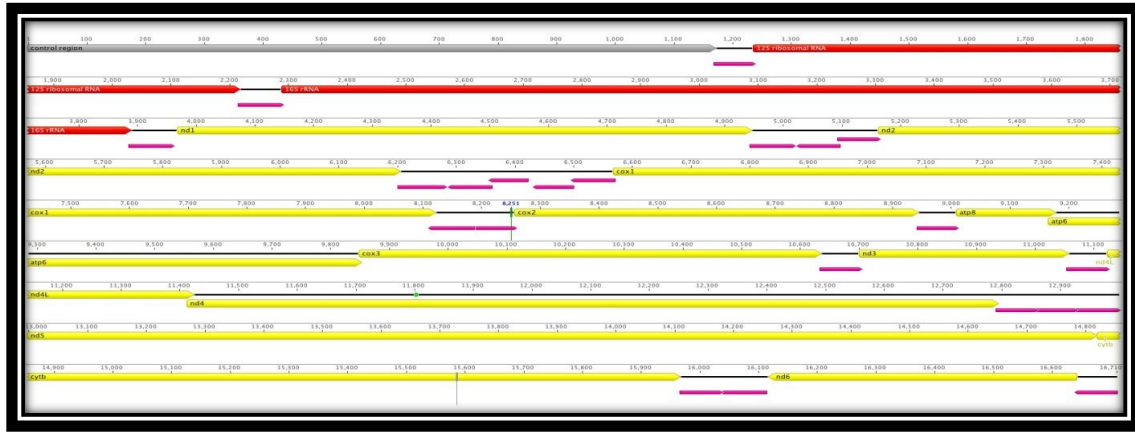 1 100 200 300 400 500 600 700 800 900 1,000 1,100 1,200 1,300 1,400 1,500 1,600 1,700 1,800
control region 12S ribosomal RNA
1,900 2,000 2,100 2,200 2,300 2,400 2,500 2,600 2,700 2,800 2,900 3,000 3,100 3,200 3,300 3,400 3,500 3,600 3,700
12S ribosomal RNA 16S rRNA
3,800 3,900 4,000 4,100 4,200 4,300 4,400 4,500 4,600 4,700 4,800 4,900 5,000 5,100 5,200 5,300 5,400 5,500
16S rRNA nd1 nd2
5,600 5,700 5,800 5,900 6,000 6,100 6,200 6,300 6,400 6,500 6,600 6,700 6,800 6,900 7,000 7,100 7,200 7,300 7,400
nd2 cox1
7,500 7,600 7,700 7,800 7,900 8,000 8,100 8,251 8,300 8,400 8,500 8,600 8,700 8,800 8,900 9,000 9,100 9,200
cox1 cox2 atp8
atp6
9,300 9,400 9,500 9,600 9,700 9,800 9,900 10,000 10,100 10,200 10,300 10,400 10,500 10,600 10,700 10,800 10,900 11,000 11,100
cox3 nd3
atp6 nd4L
11,200 11,300 11,400 11,500 11,600 11,700 11,800 11,900 12,000 12,100 12,200 12,300 12,400 12,500 12,600 12,700 12,800 12,900
nd4L
nd4
13,000 13,100 13,200 13,300 13,400 13,500 13,600 13,700 13,800 13,900 14,000 14,100 14,200 14,300 14,400 14,500 14,600 14,700 14,800
nd5
cytb
14,900 15,000 15,100 15,200 15,300 15,400 15,500 15,600 15,700 15,800 15,900 16,000 16,100 16,200 16,300 16,400 16,500 16,600 16,710
cytb nd6